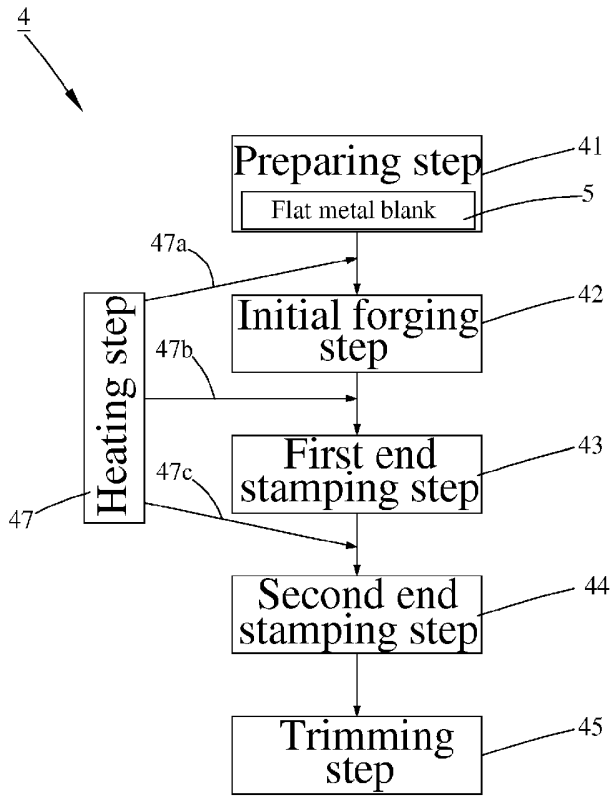 4
Preparing step
41
Flat metal blank
5
47a
Initial forging
step
42
47b
Heating step
47
First end
stamping step
43
47c
Second end
stamping step
44
Trimming
step
45